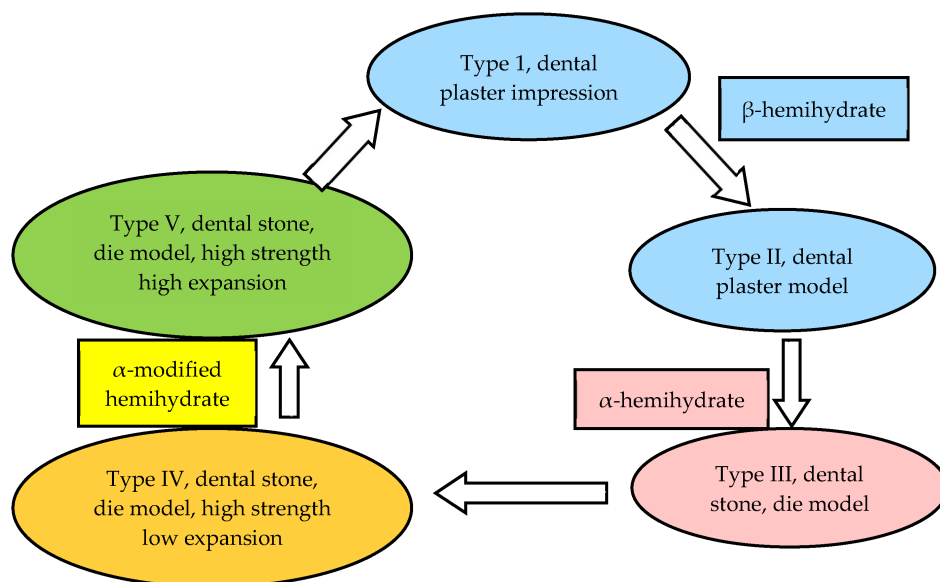 Type 1, dental
plaster impression
β-hemihydrate
Type II, dental
plaster model
α-hemihydrate
Type III, dental
stone, die model
Type IV, dental stone,
die model, high strength
low expansion
α-modified
hemihydrate
Type V, dental stone,
die model, high strength
high expansion